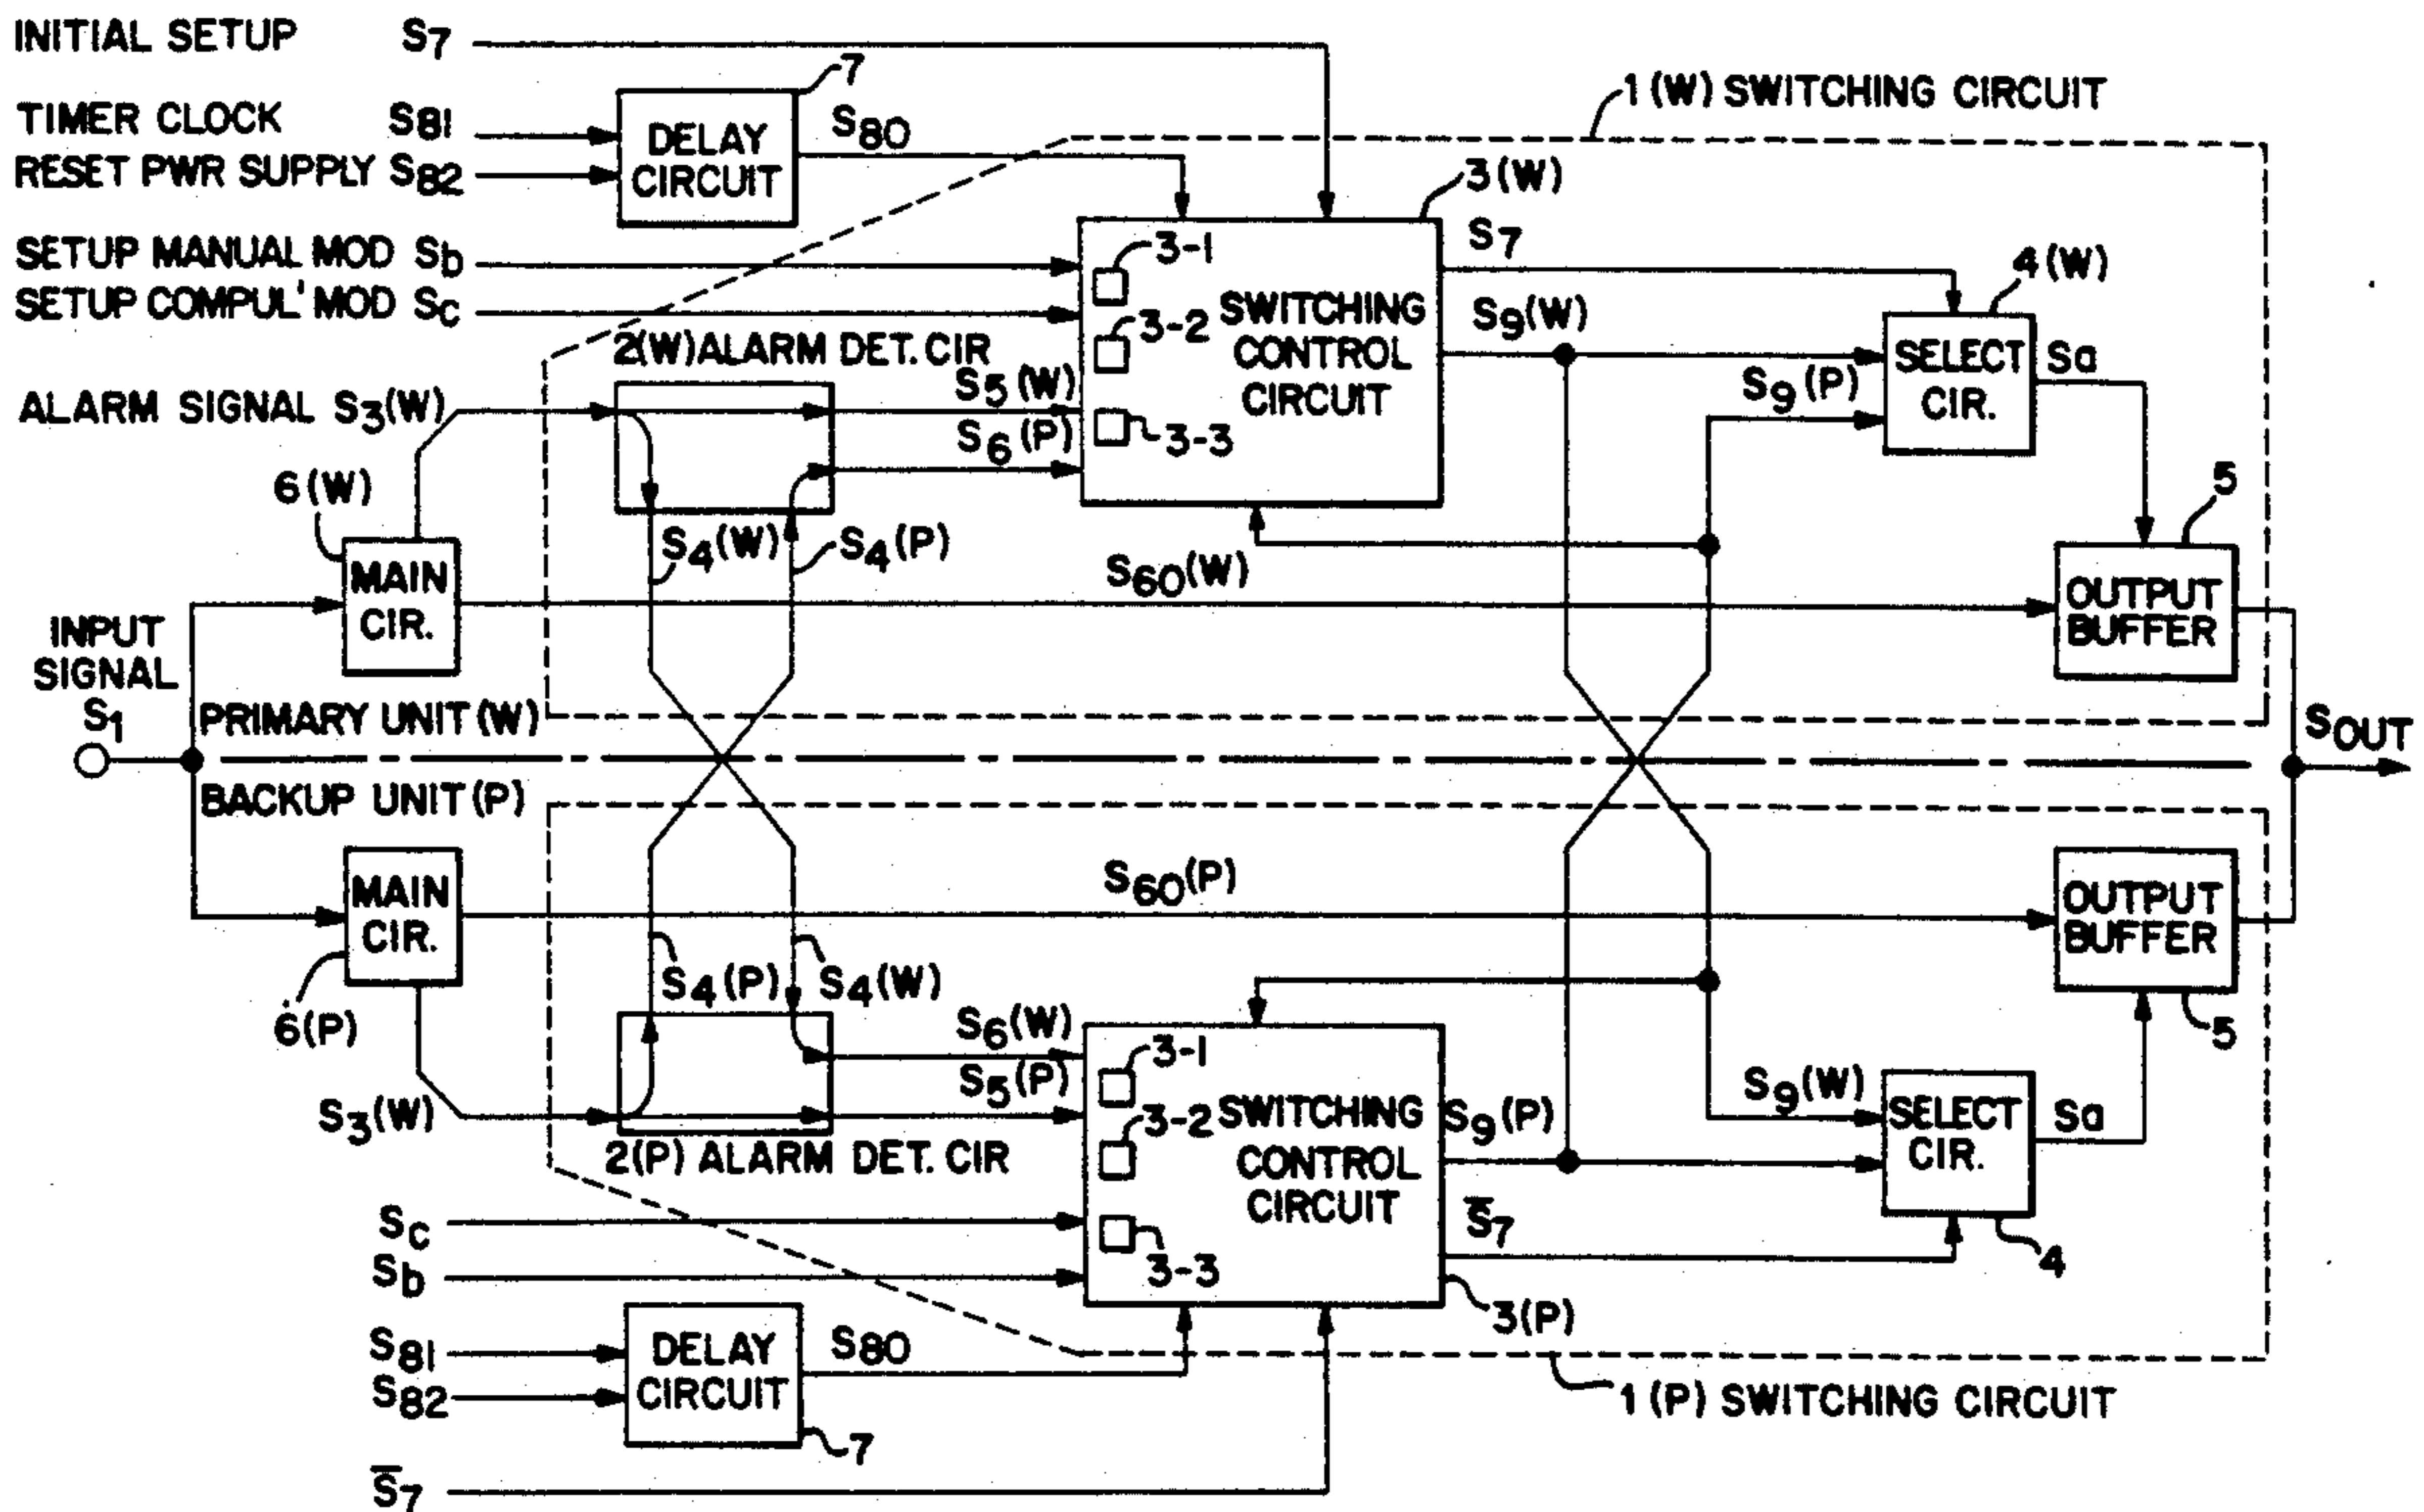 INITIAL SETUP S7
7
TIMER CLOCK S81
RESET PWR SUPPLY S82
DELAY CIRCUIT
S80
1(W) SWITCHING CIRCUIT
3(W)
SETUP MANUAL MOD Sb
SETUP COMPUL' MOD Sc
3-1
3-2
3-3
SWITCHING CONTROL CIRCUIT
S7
S9(W)
S9(P)
4(W)
SELECT CIR.
Sa
2(W) ALARM DET. CIR
ALARM SIGNAL S3(W)
S5(W)
S6(P)
6(W)
MAIN CIR.
S4(W)
S4(P)
S60(W)
5
OUTPUT BUFFER
INPUT SIGNAL S1
PRIMARY UNIT (W)
BACKUP UNIT (P)
SOUT
MAIN CIR.
6(P)
S60(P)
OUTPUT BUFFER
5
S4(P)
S4(W)
S6(W)
S5(P)
S3(W)
2(P) ALARM DET. CIR
3-1
3-2
3-3
SWITCHING CONTROL CIRCUIT
S9(P)
S9(W)
SELECT CIR.
Sa
S̅7
4
3(P)
Sc
Sb
S81
S82
DELAY CIRCUIT
S80
7
1(P) SWITCHING CIRCUIT
S̅7